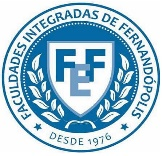 FACULDADES INTEGRADAS DE FERNANDÓPOLIS
FEF
DESDE 1976